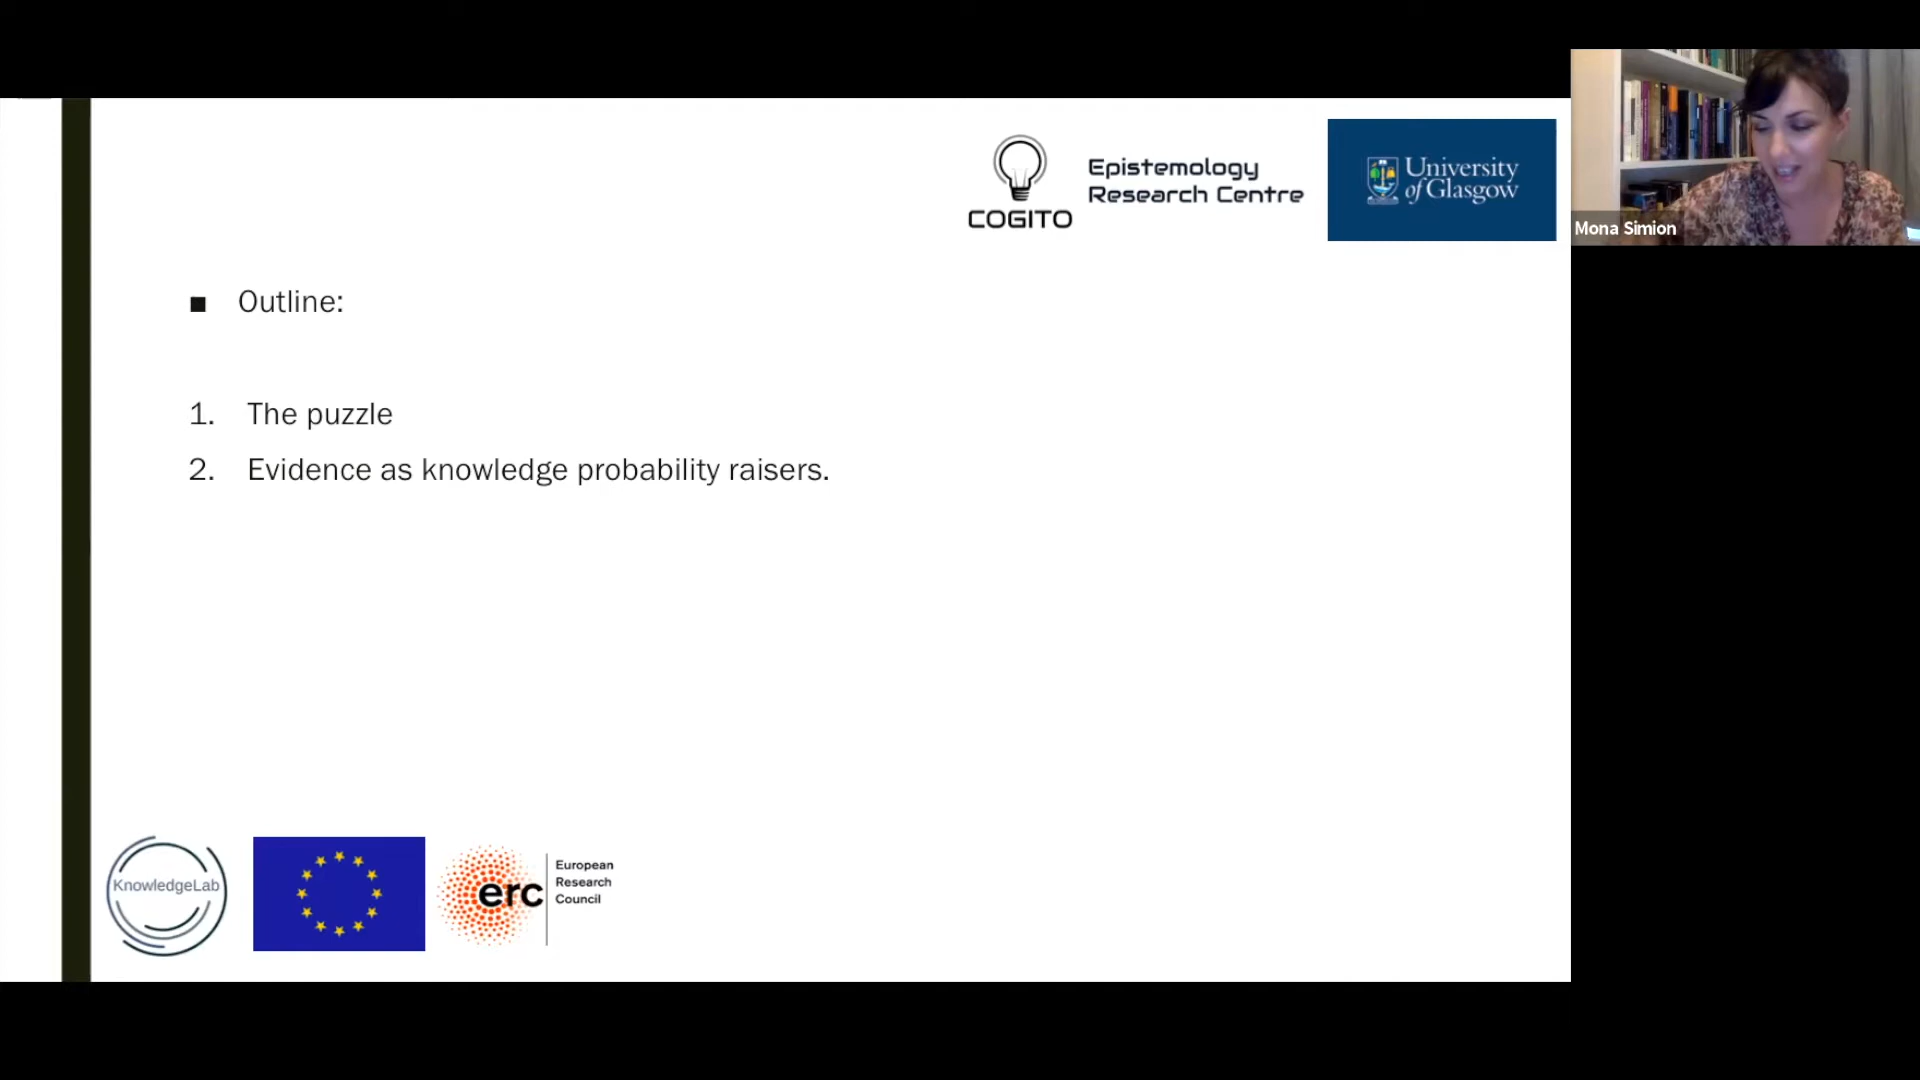 COGITO
Epistemology
Research Centre
University
of Glasgow
Mona Simion
■ Outline:
1. The puzzle
2. Evidence as knowledge probability raisers.
KnowledgeLab
erc
European
Research
Council